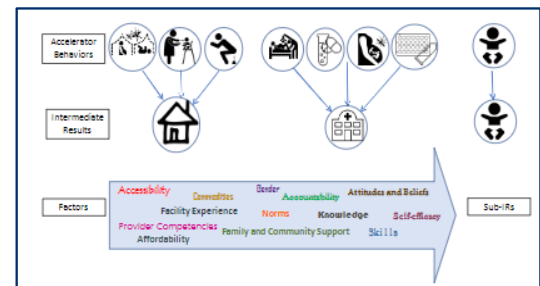 Accelerator
Behaviors
Intermediate
Results
Factors
Accessibility
Commodities
Gender
Accountability
Attitudes and Beliefs
Facility Experience
Norms
Knowledge
Self-efficacy
Provider Competencies
Family and Community Support
Skills
Affordability
Sub-IRs